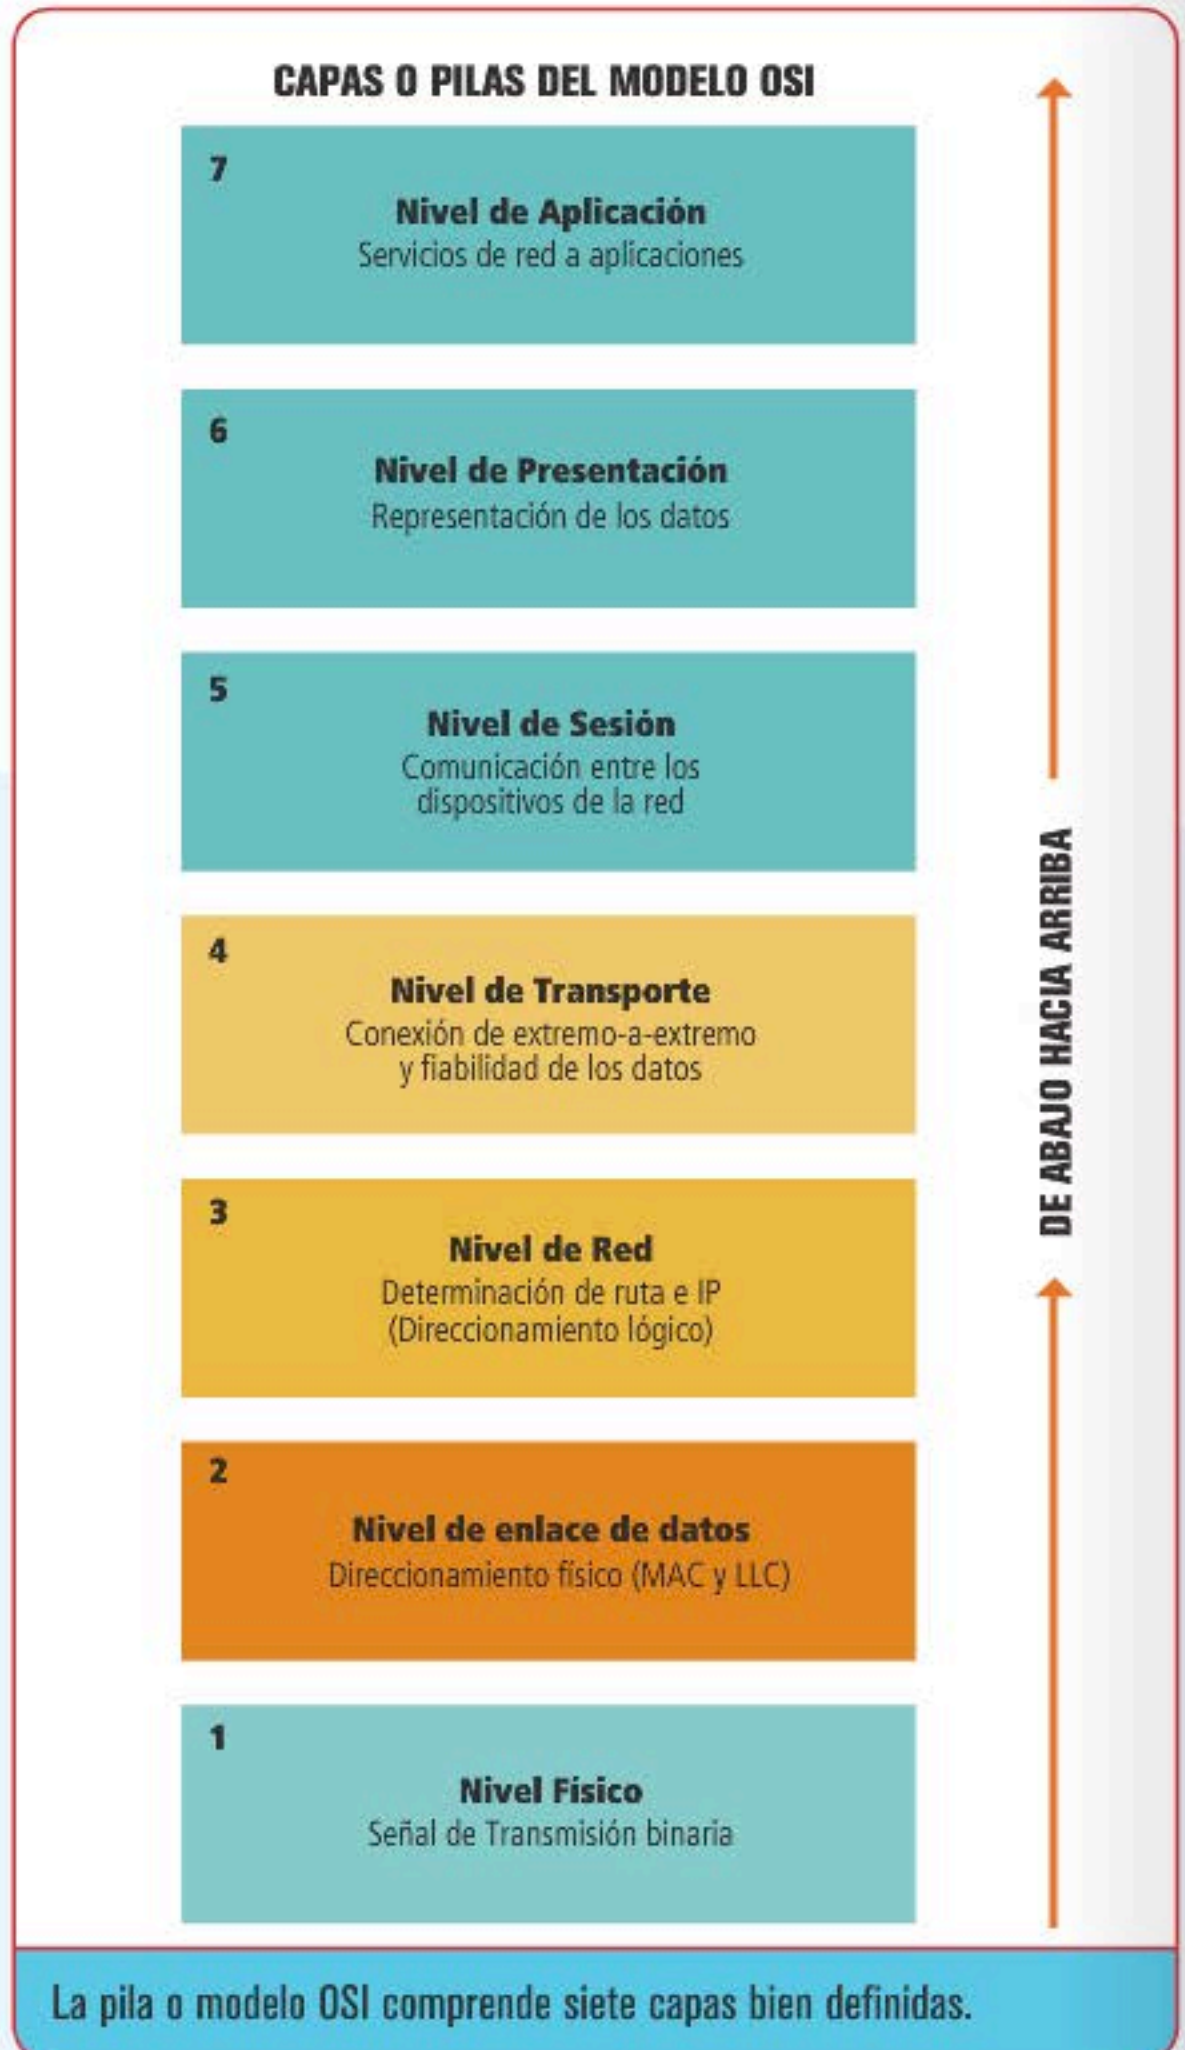 CAPAS O PILAS DEL MODELO OSI
7
Nivel de Aplicación
Servicios de red a aplicaciones
6
Nivel de Presentación
Representación de los datos
5
Nivel de Sesión
Comunicación entre los
dispositivos de la red
4
Nivel de Transporte
Conexión de extremo-a-extremo
y fiabilidad de los datos
3
Nivel de Red
Determinación de ruta e IP
(Direccionamiento lógico)
2
Nivel de enlace de datos
Direccionamiento físico (MAC y LLC)
1
Nivel Físico
Señal de Transmisión binaria
DE ABAJO HACIA ARRIBA
La pila o modelo OSI comprende siete capas bien definidas.